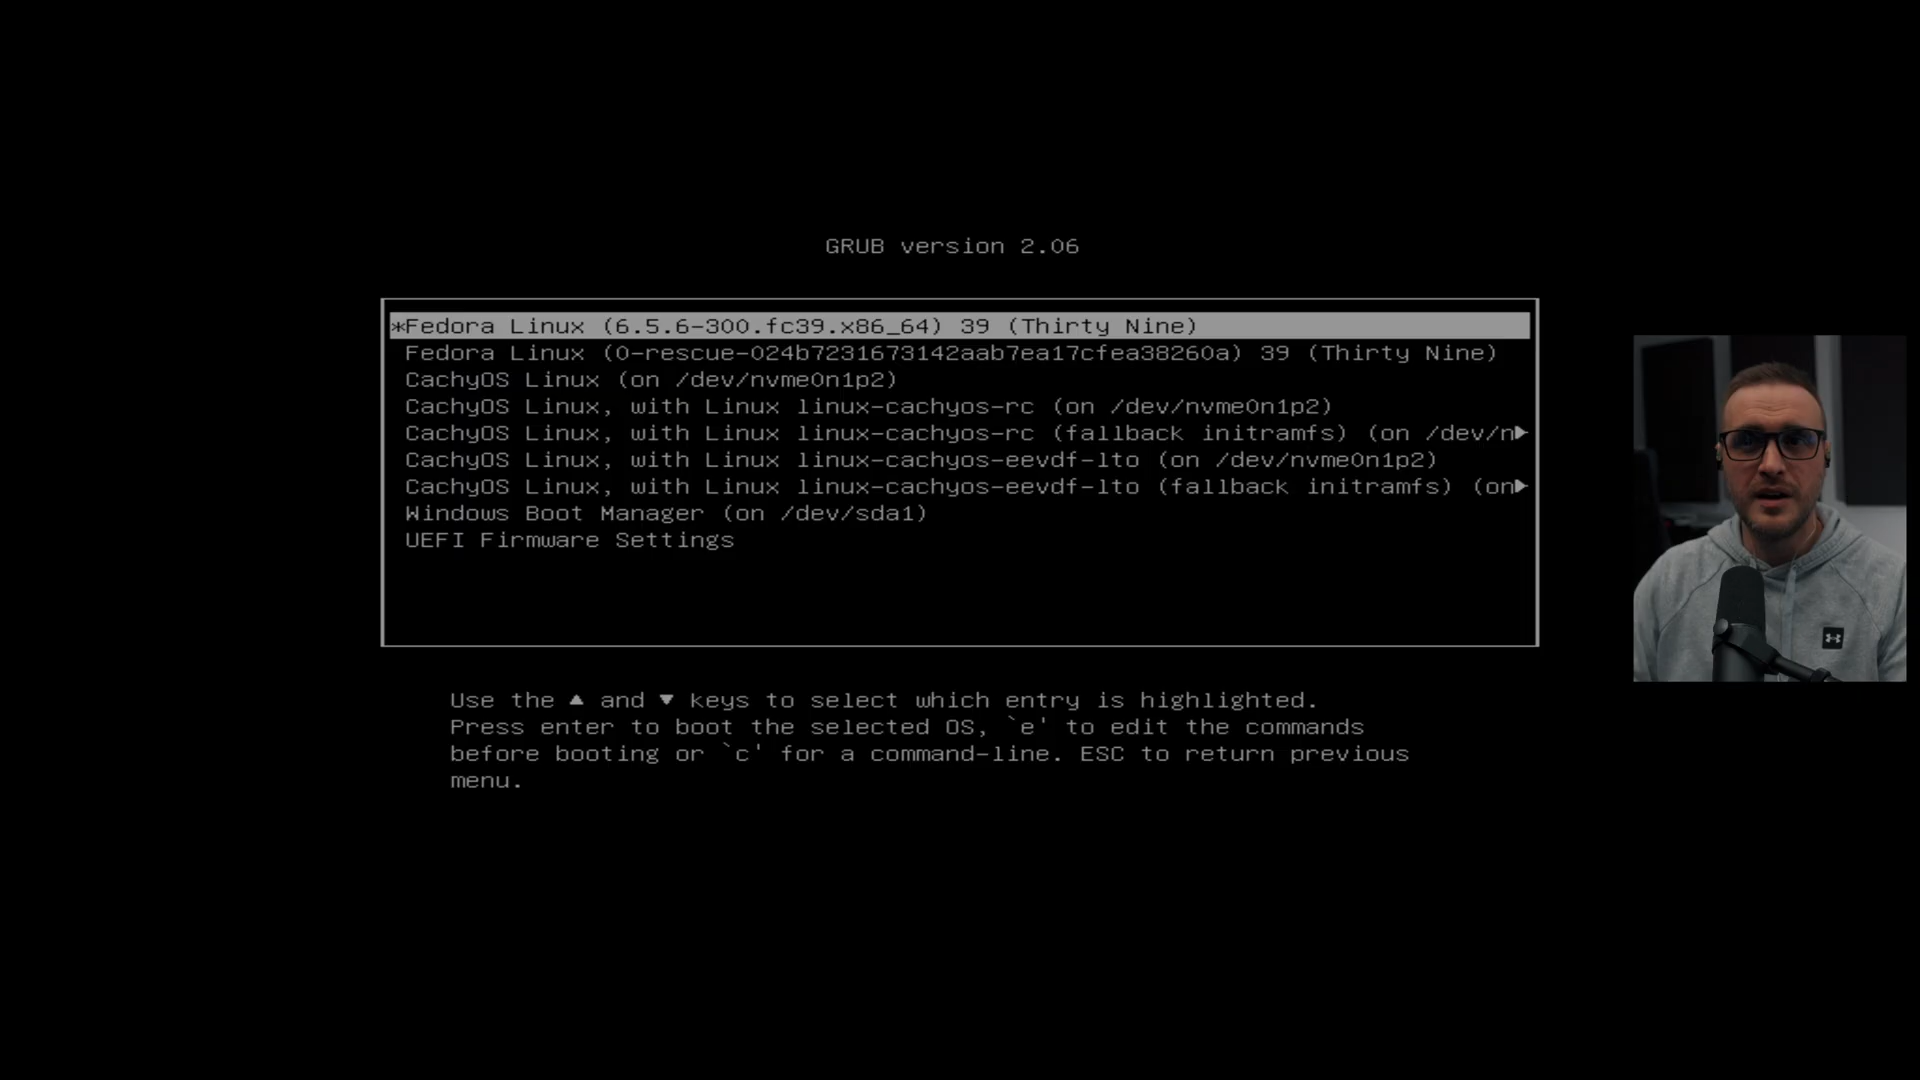 GRUB version 2.06
*Fedora Linux (6.5.6-300.fc39.x86_64) 39 (Thirty Nine)
Fedora Linux (0-rescue-024b7231673142aab7ea17cfea38260a) 39 (Thirty Nine)
CachyOS Linux (on /dev/nvme0n1p2)
CachyOS Linux, with Linux linux-cachyos-rc (on /dev/nvme0n1p2)
CachyOS Linux, with Linux linux-cachyos-rc (fallback initramfs) (on /dev/n▶
CachyOS Linux, with Linux linux-cachyos-eevdf-lto (on /dev/nvme0n1p2)
CachyOS Linux, with Linux linux-cachyos-eevdf-lto (fallback initramfs) (on▶
Windows Boot Manager (on /dev/sda1)
UEFI Firmware Settings
Use the ▲ and ▼ keys to select which entry is highlighted.
Press enter to boot the selected OS, `e' to edit the commands
before booting or `c' for a command-line. ESC to return previous
menu.